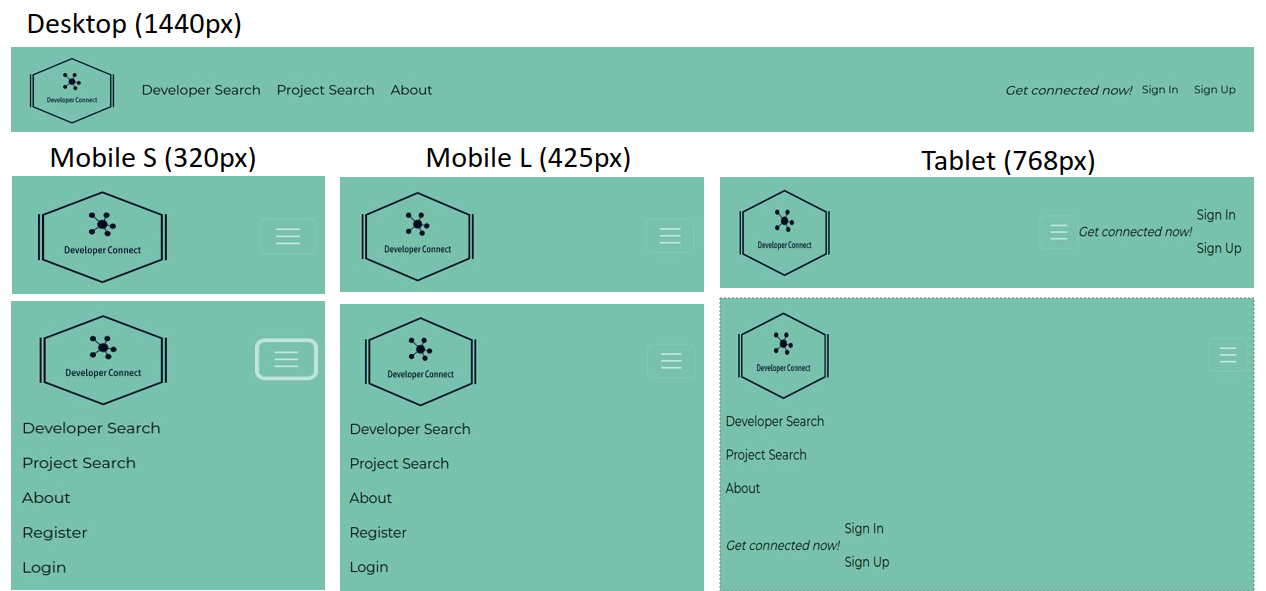 Desktop (1440px)
Developer Connect
Developer Search Project Search About
Get connected now! Sign In Sign Up
Mobile S (320px)
Developer Connect
Mobile L (425px)
Developer Connect
Tablet (768px)
Developer Connect
Get connected now!
Sign In
Sign Up
Developer Connect
Developer Search
Project Search
About
Register
Login
Developer Connect
Developer Search
Project Search
About
Register
Login
Developer Connect
Developer Search
Project Search
About
Get connected now!
Sign In
Sign Up